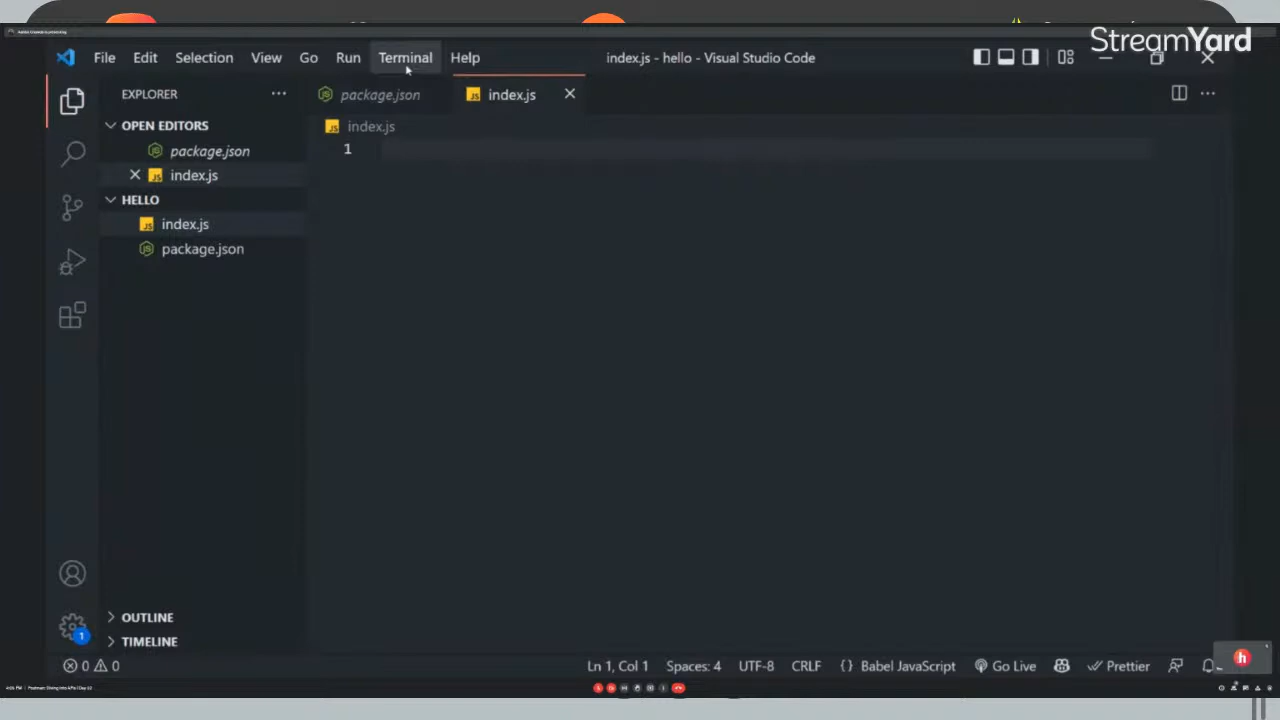 StreamYard
File Edit Selection View Go Run Terminal Help
index.js - hello - Visual Studio Code
EXPLORER
package.json
index.js
OPEN EDITORS
index.js
package.json
1
index.js
HELLO
index.js
package.json
OUTLINE
TIMELINE
1
0 0
Ln 1, Col 1 Spaces: 4 UTF-8 CRLF {} Babel JavaScript Go Live Prettier
h